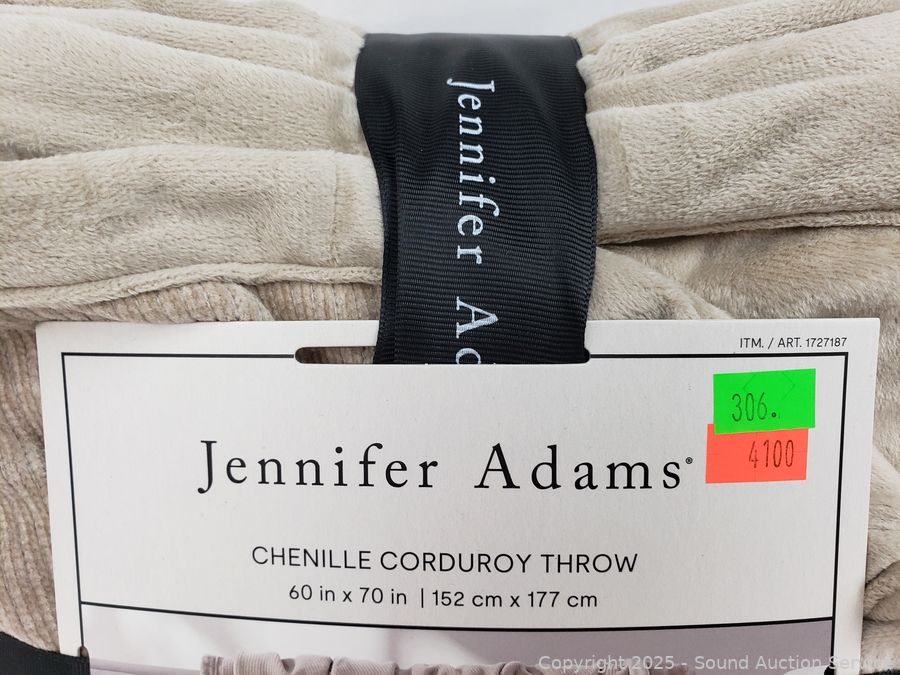 Jennifer Ad
ITM. / ART. 1727187
306.
4100
Jennifer Adams®
CHENILLE CORDUROY THROW
60 in x 70 in | 152 cm x 177 cm
Copyright 2025 - Sound Auction Service